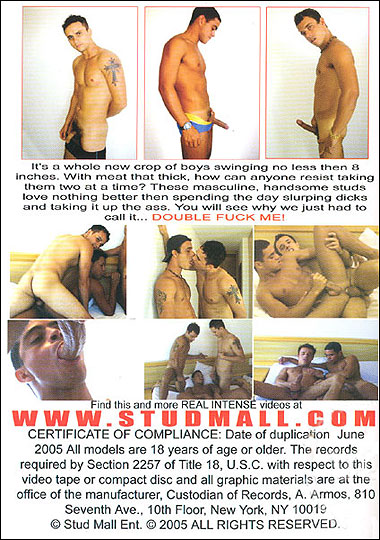 It's a whole new crop of boys swinging no less then 8
inches. With meat that thick, how can anyone resist taking
them two at a time? These masculine, handsome studs
love nothing better then spending the day slurping dicks
and taking it up the ass. You will see why we just had to
call it... DOUBLE FUCK ME!
Find this and more REAL INTENSE videos at
WWW.STUDMALL.COM
CERTIFICATE OF COMPLIANCE: Date of duplication June
2005 All models are 18 years of age or older. The records
required by Section 2257 of Title 18, U.S.C. with respect to this
video tape or compact disc and all graphic materials are at the
office of the manufacturer, Custodian of Records, A. Armos, 810
Seventh Ave., 10th Floor, New York, NY 10019
© Stud Mall Ent. © 2005 ALL RIGHTS RESERVED.